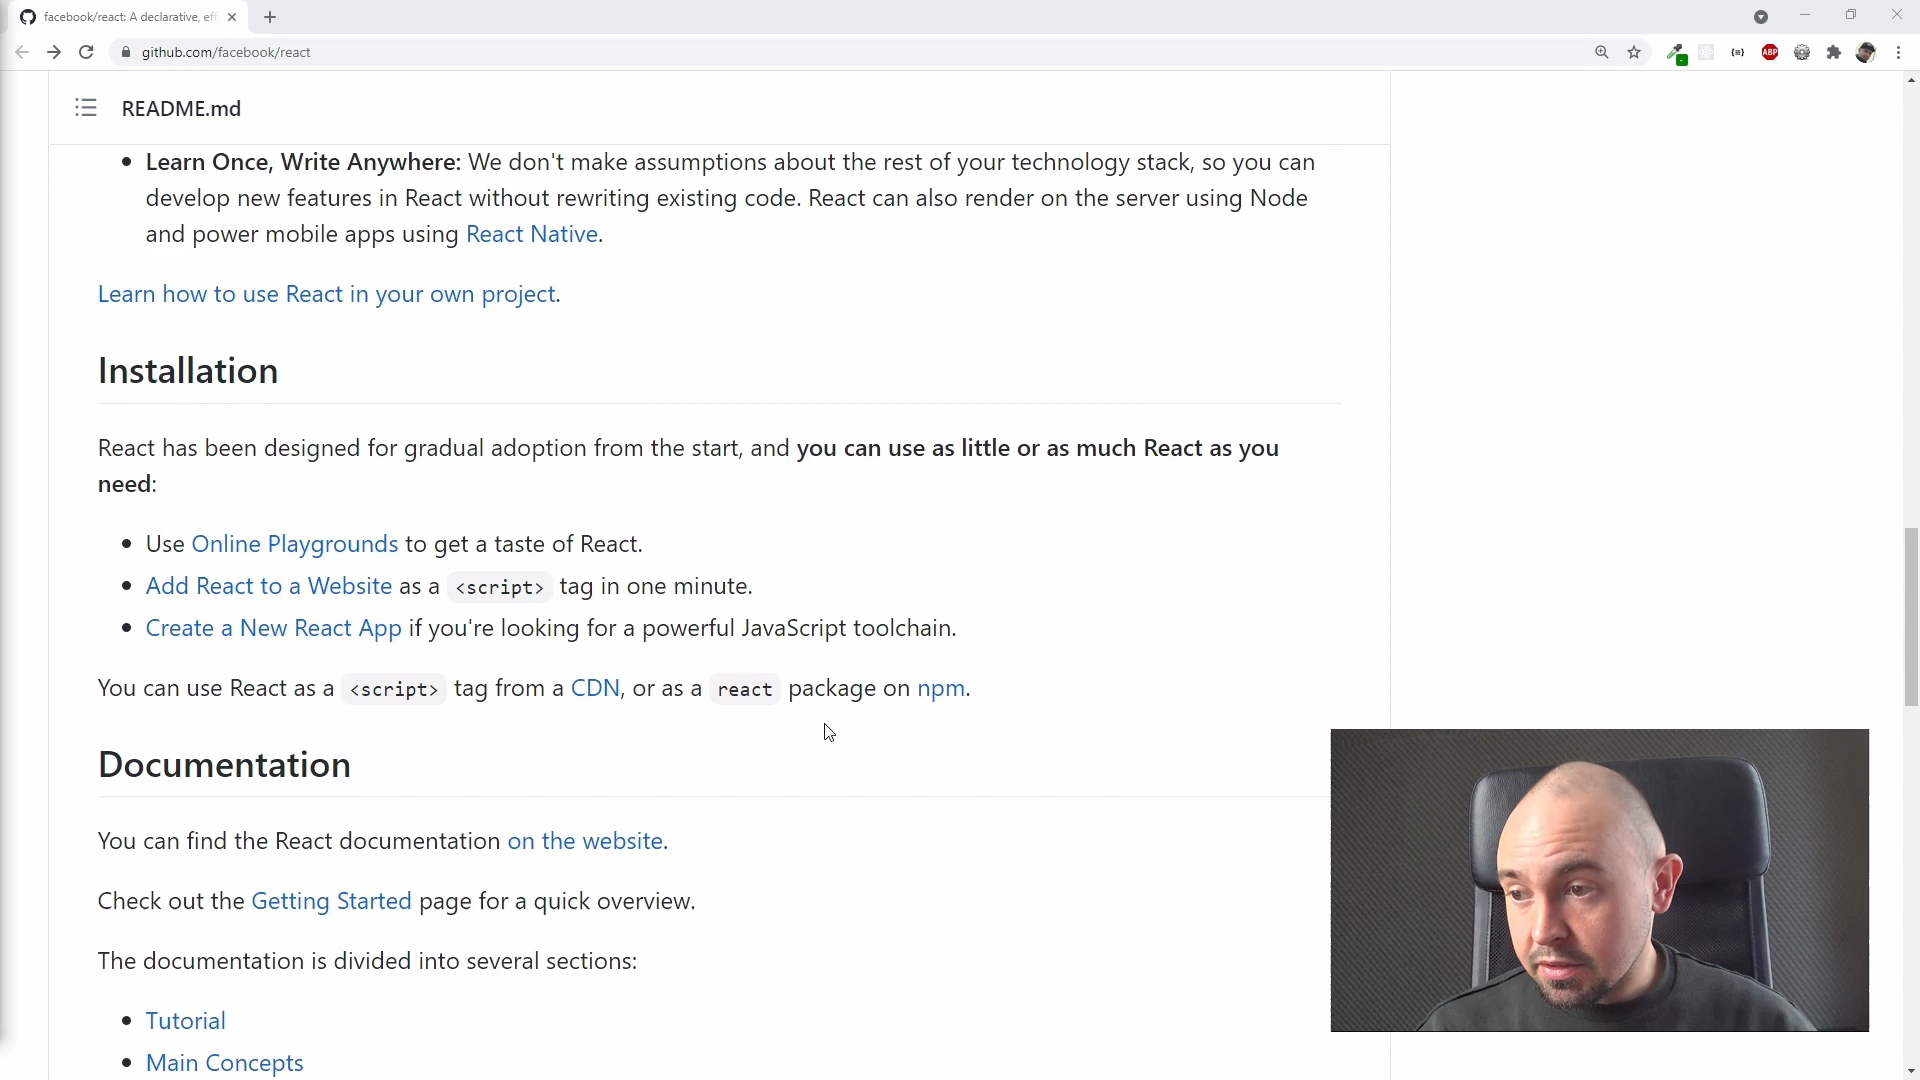 facebook/react: A declarative, eff
github.com/facebook/react
ABP
README.md
• Learn Once, Write Anywhere: We don't make assumptions about the rest of your technology stack, so you can
develop new features in React without rewriting existing code. React can also render on the server using Node
and power mobile apps using React Native.
Learn how to use React in your own project.
Installation
React has been designed for gradual adoption from the start, and you can use as little or as much React as you
need:
• Use Online Playgrounds to get a taste of React.
• Add React to a Website as a <script> tag in one minute.
• Create a New React App if you're looking for a powerful JavaScript toolchain.
You can use React as a <script> tag from a CDN, or as a react package on npm.
Documentation
You can find the React documentation on the website.
Check out the Getting Started page for a quick overview.
The documentation is divided into several sections:
• Tutorial
• Main Concepts